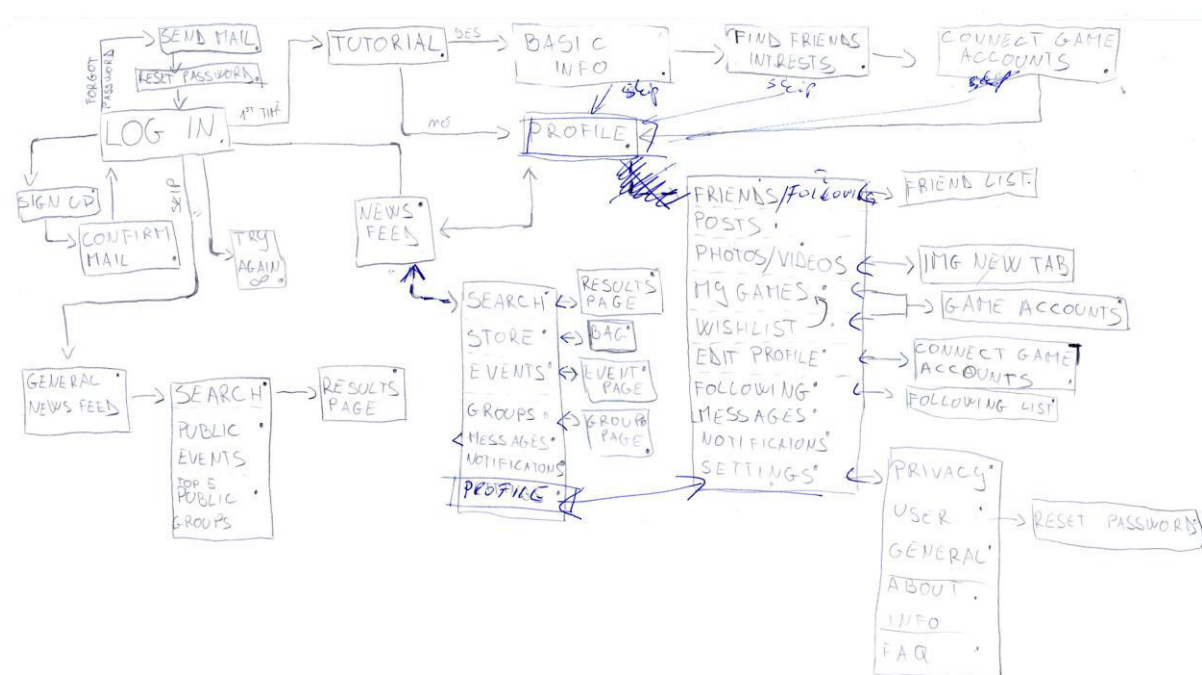 SEND MAIL
RESET PASSWORD
FORGOT
PASSWORD
LOG IN
1ST TIME
SIGN UP
CONFIRM
MAIL
SKIP
TRY
AGAIN
GENERAL
NEWS FEED
SEARCH
PUBLIC
EVENTS
TOP 5
PUBLIC
GROUPS
RESULTS
PAGE
TUTORIAL
YES
NO
BASIC
INFO
skip
FIND FRIENDS
INTRESTS
skip
CONNECT GAME
ACCOUNTS
skip
PROFILE
NEWS
FEED
SEARCH
STORE
EVENTS
GROUPS
MESSAGES
NOTIFICATIONS
PROFILE
RESULTS
PAGE
BAG
EVENT
PAGE
GROUP
PAGE
FRIENDS/FOLLOWING
POSTS
PHOTOS/VIDEOS
MY GAMES
WISHLIST
EDIT PROFILE
FOLLOWING
MESSAGES
NOTIFICAIONS
SETTINGS
FRIEND LIST
IMG NEW TAB
GAME ACCOUNTS
CONNECT GAME
ACCOUNTS
FOLLOWING LIST
PRIVACY
USER
GENERAL
ABOUT
INFO
FAQ
RESET PASSWORD